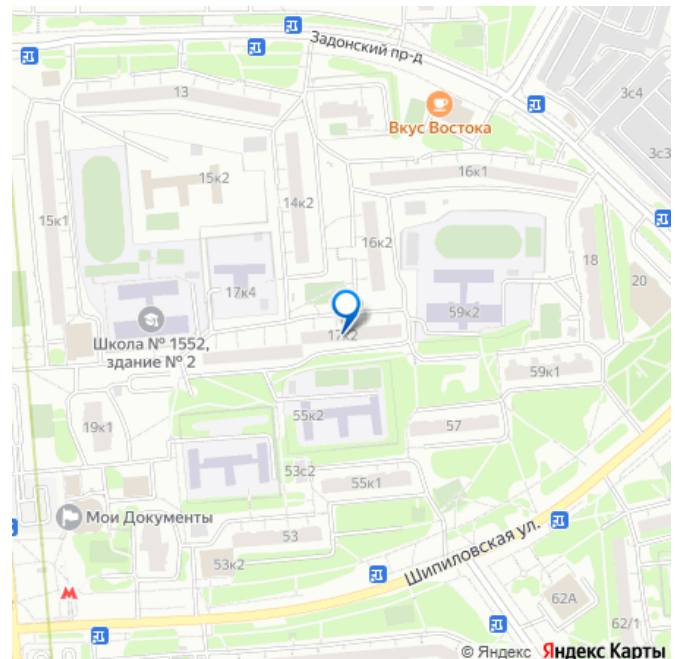 Задонский пр-д
3с4
13
Вкус Востока
3с3
15к2
16к1
14к2
15к1
16к2
17к4
18
20
59к2
17к2
Школа № 1552,
здание № 2
59к1
55к2
57
19к1
53с2
55к1
Мои Документы
53
Шипиловская ул.
53к2
62А
62/1
© Яндекс Яндекс Карты